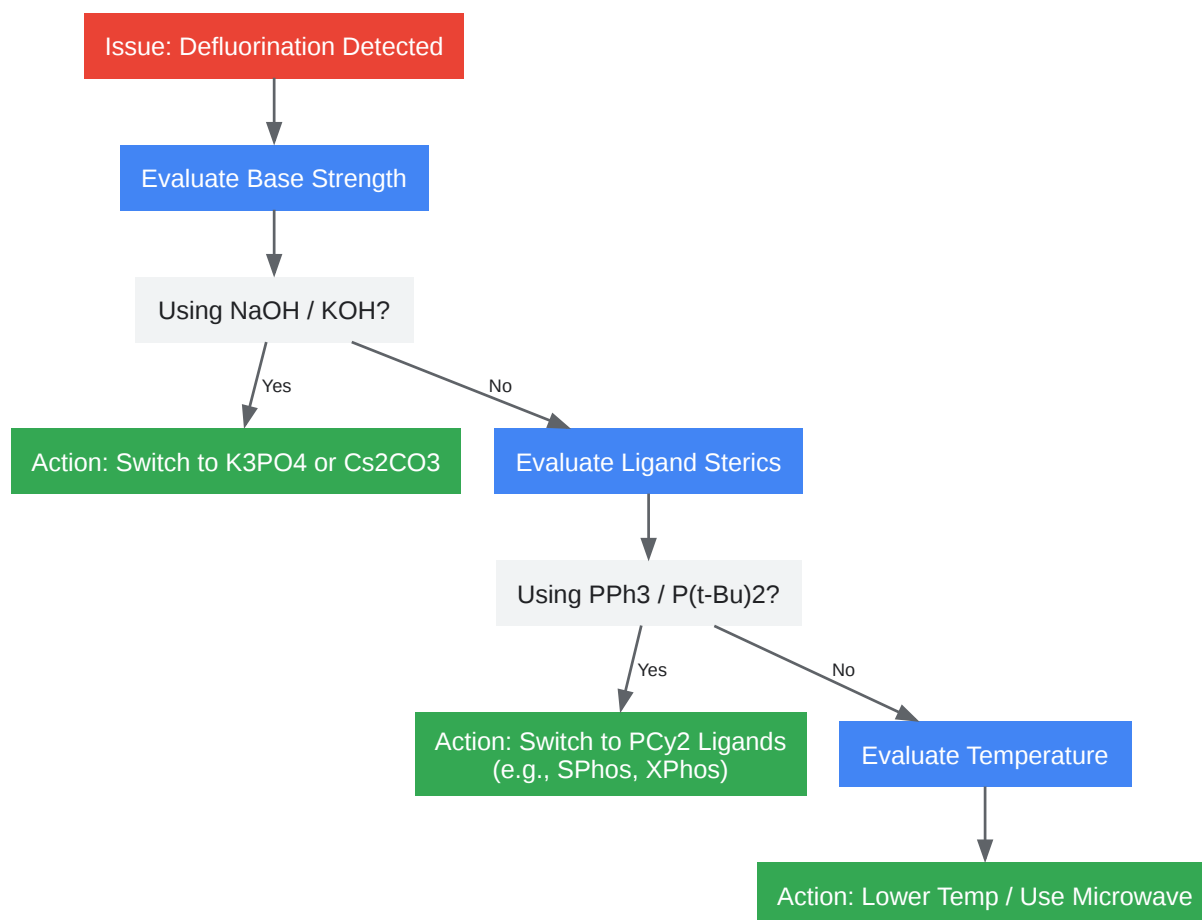 Issue: Defluorination Detected
Evaluate Base Strength
Using NaOH / KOH?
Yes
No
Action: Switch to K3PO4 or Cs2CO3
Evaluate Ligand Sterics
Using PPh3 / P(t-Bu)2?
Yes
No
Action: Switch to PCy2 Ligands
(e.g., SPhos, XPhos)
Evaluate Temperature
Action: Lower Temp / Use Microwave